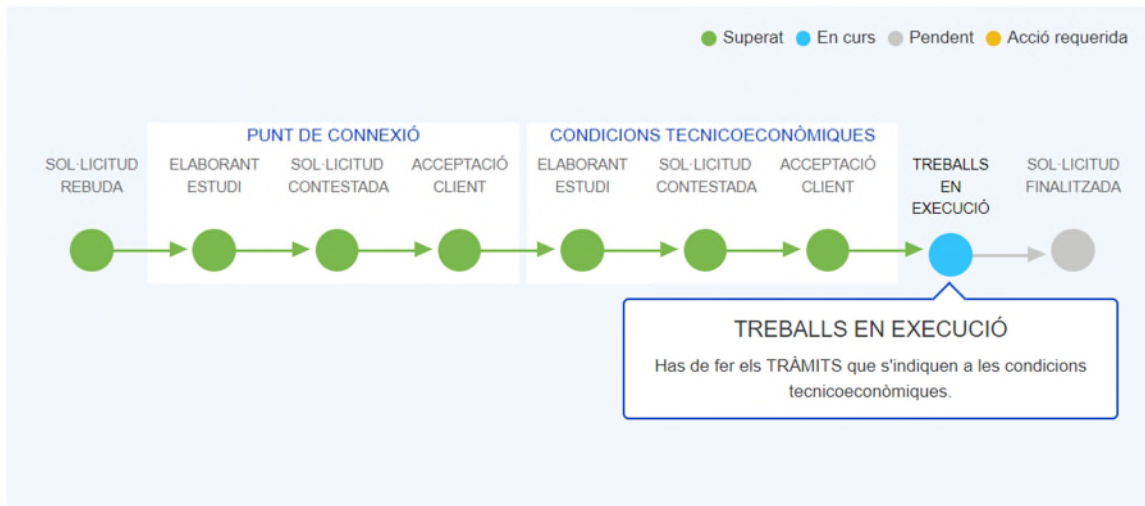 Superat En curs Pendent Acció requerida
PUNT DE CONNEXIÓ CONDICIONS TECNICOECONÒMIQUES
SOL·LICITUD ELABORANT SOL·LICITUD ACCEPTACIÓ ELABORANT SOL·LICITUD ACCEPTACIÓ TREBALLS SOL·LICITUD
REBUDA ESTUDI CONTESTADA CLIENT ESTUDI CONTESTADA CLIENT EN FINALITZADA
EXECUCIÓ
TREBALLS EN EXECUCIÓ
Has de fer els TRÀMITS que s'indiquen a les condicions
tecnicoeconòmiques.